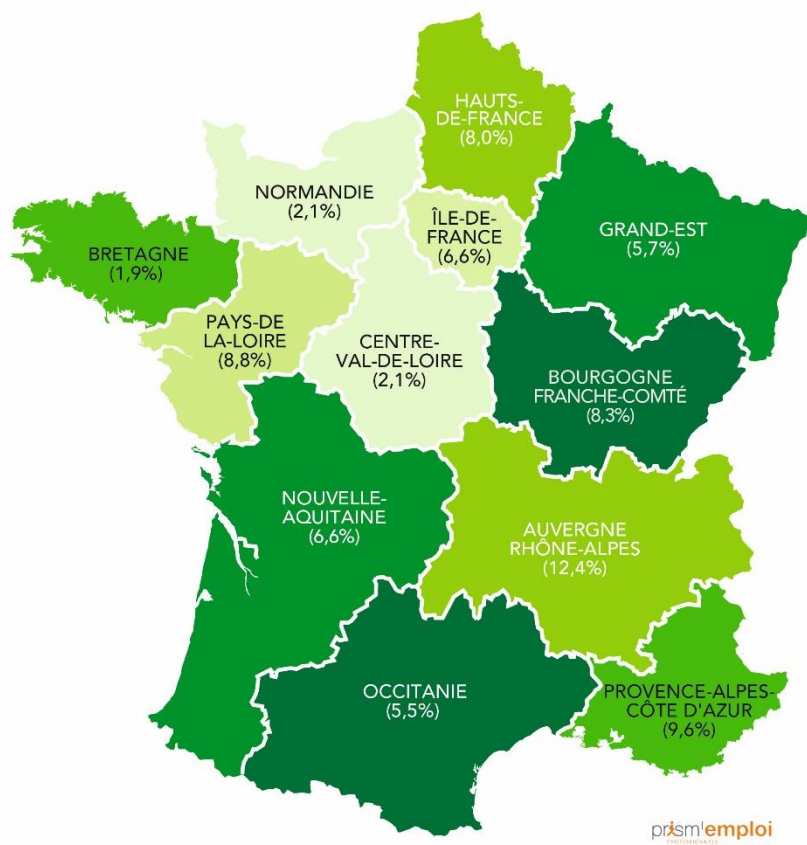 HAUTS-
DE-FRANCE
(8,0%)
NORMANDIE
(2,1%)
ÎLE-DE-
FRANCE
(6,6%)
GRAND-EST
(5,7%)
BRETAGNE
(1,9%)
PAYS-DE
LA-LOIRE
(8,8%)
CENTRE-
VAL-DE-LOIRE
(2,1%)
BOURGOGNE
FRANCHE-COMTÉ
(8,3%)
NOUVELLE-
AQUITAINE
(6,6%)
AUVERGNE
RHÔNE-ALPES
(12,4%)
OCCITANIE
(5,5%)
PROVENCE-ALPES-
CÔTE D'AZUR
(9,6%)
prism'emploi